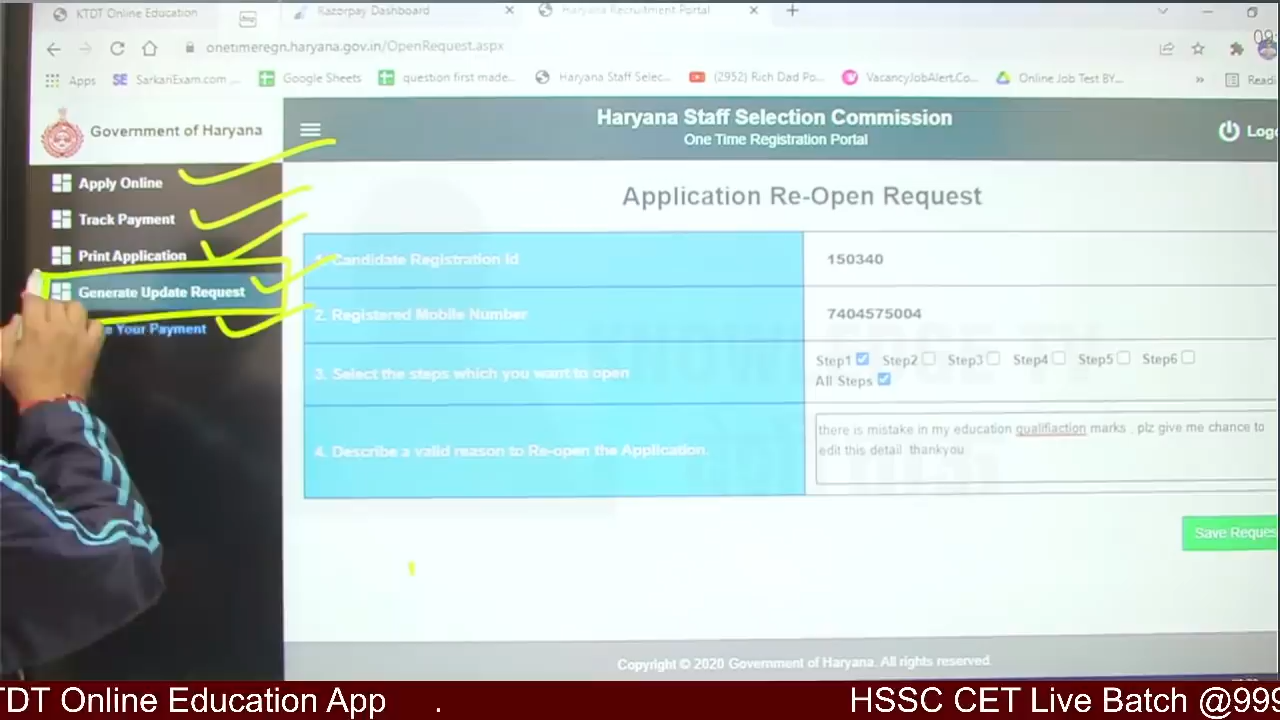 KTDT Online Education
Razorpay Dashboard
Haryana Recruitment Portal
onetimeregn.haryana.gov.in/OpenRequest.aspx
09:
Apps
SarkariExam.com ...
Google Sheets
question first made...
Haryana Staff Selec...
(2952) Rich Dad Po...
VacancyJobAlert.Co...
Online Job Test BY...
»
Readi
Government of Haryana
Haryana Staff Selection Commission
One Time Registration Portal
Logo
Apply Online
Track Payment
Print Application
Generate Update Request
e Your Payment
Application Re-Open Request
1. Candidate Registration Id
150340
2. Registered Mobile Number
7404575004
3. Select the steps which you want to open
Step1 Step2 Step3 Step4 Step5 Step6
All Steps
4. Describe a valid reason to Re-open the Application.
there is mistake in my education qualifiaction marks , plz give me chance to
edit this detail thankyou
Save Reques
Copyright © 2020 Government of Haryana. All rights reserved.
TDT Online Education App .
HSSC CET Live Batch @999